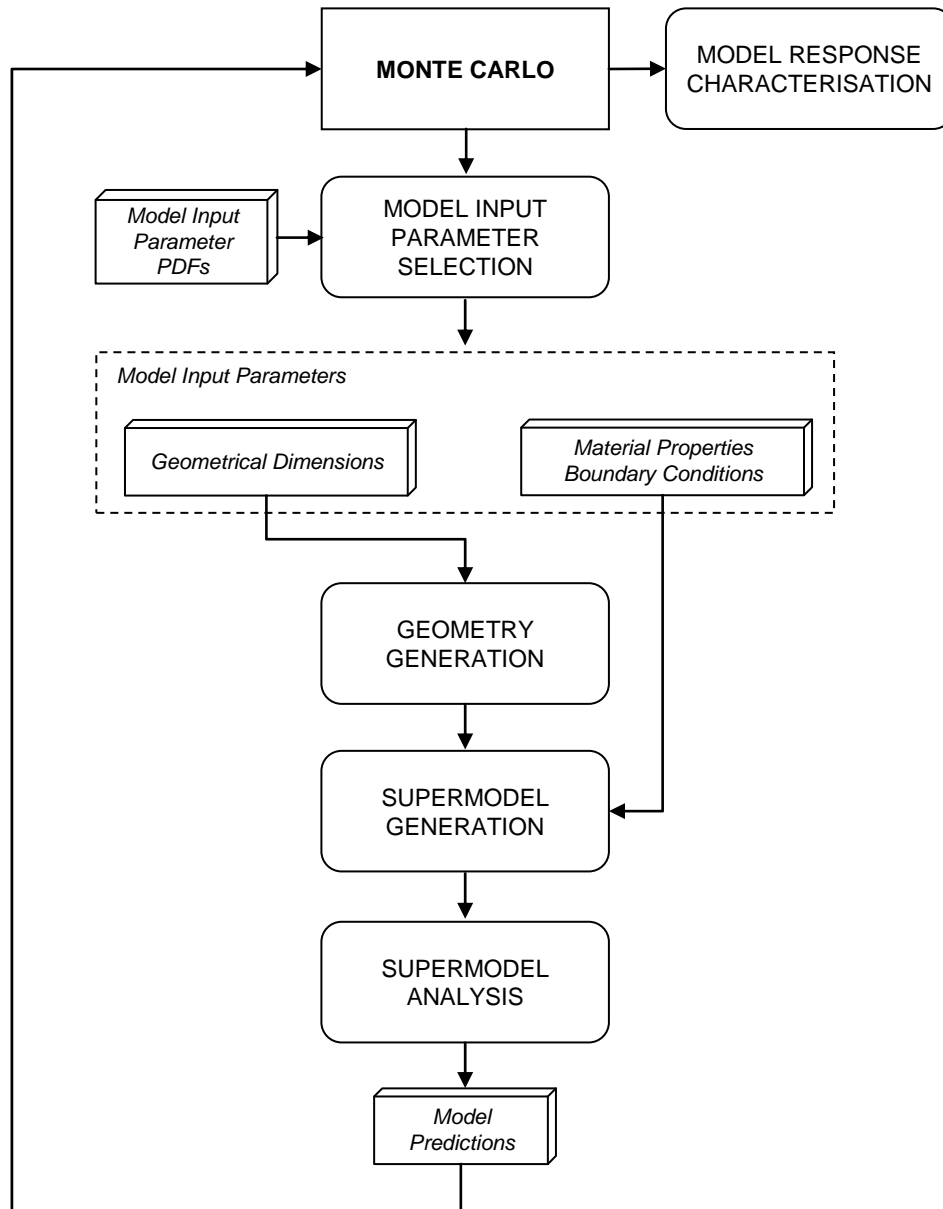 MONTE CARLO
MODEL RESPONSE
CHARACTERISATION
Model Input
Parameter
PDFs
MODEL INPUT
PARAMETER
SELECTION
Model Input Parameters
Geometrical Dimensions
Material Properties
Boundary Conditions
GEOMETRY
GENERATION
SUPERMODEL
GENERATION
SUPERMODEL
ANALYSIS
Model
Predictions